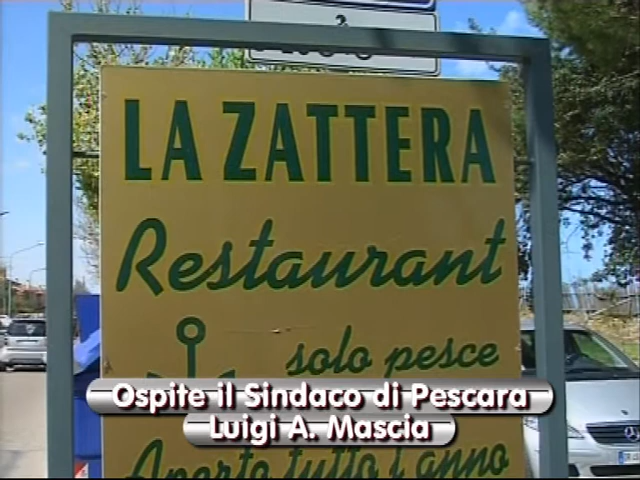 LA ZATTERA
Restaurant
solo pesce
Ospite il Sindaco di Pescara
Luigi A. Mascia
Aperto tutto l'anno